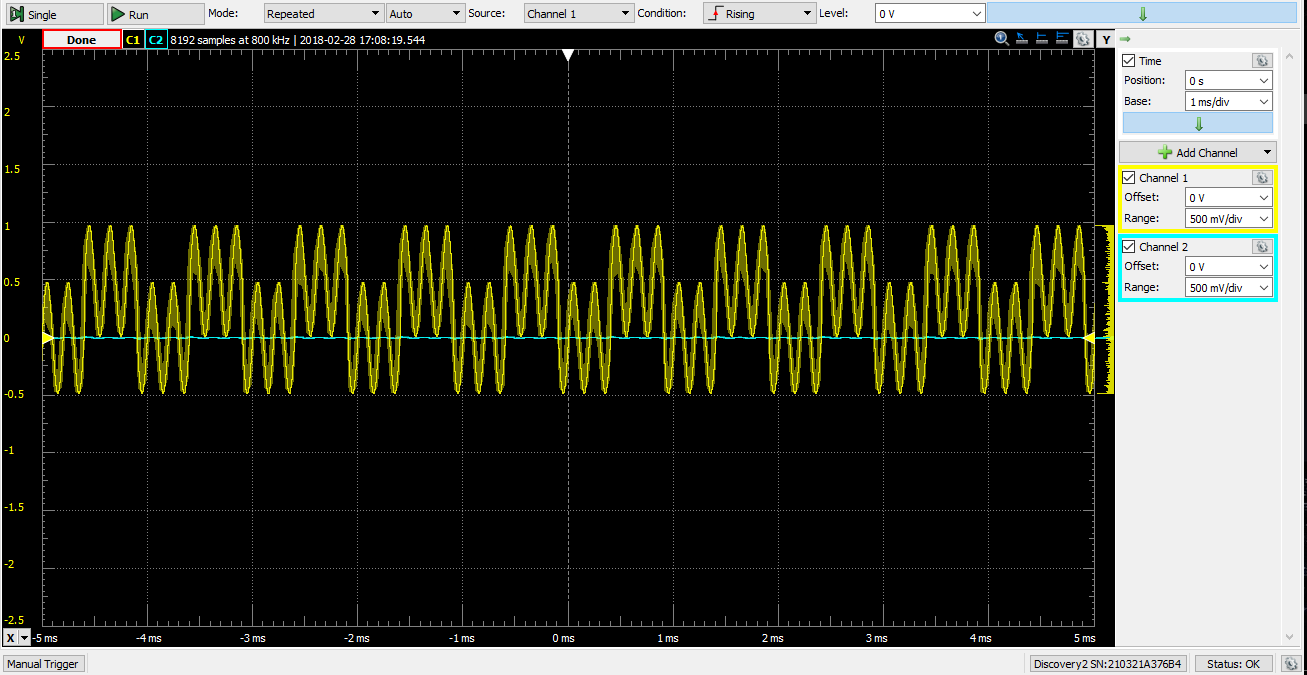 Single Run Mode: Repeated Auto Source: Channel 1 Condition: Rising Level: 0 V
V Done C1 C2 8192 samples at 800 kHz | 2018-02-28 17:08:19.544 Y
2.5
2
1.5
1
0.5
0
-0.5
-1
-1.5
-2
-2.5
X -5 ms -4 ms -3 ms -2 ms -1 ms 0 ms 1 ms 2 ms 3 ms 4 ms 5 ms
Time
Position: 0 s
Base: 1 ms/div
Add Channel
Channel 1
Offset: 0 V
Range: 500 mV/div
Channel 2
Offset: 0 V
Range: 500 mV/div
Manual Trigger Discovery2 SN:210321A376B4 Status: OK